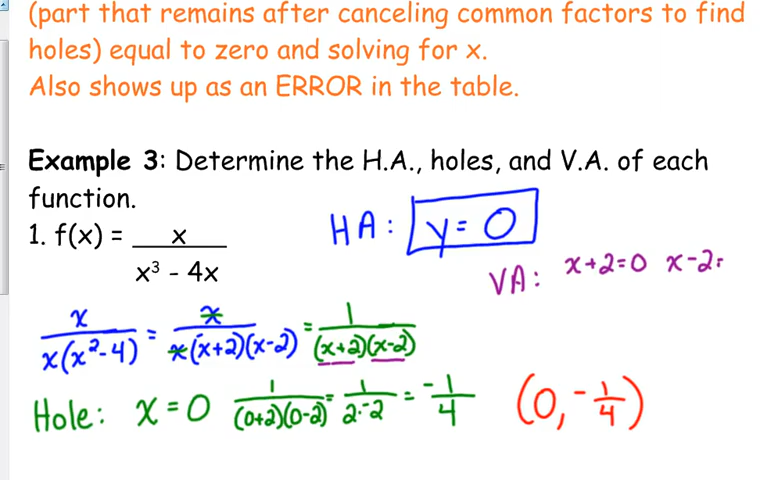 (part that remains after canceling common factors to find
holes) equal to zero and solving for x.
Also shows up as an ERROR in the table.
Example 3: Determine the H.A., holes, and V.A. of each
function.
HA: y = 0
1. f(x) = x / x³ - 4x
VA: x+2=0 x-2=
x / x(x²-4) = x / x(x+2)(x-2) = 1 / (x+2)(x-2)
Hole: x = 0 1 / (0+2)(0-2) = 1 / 2·-2 = -1/4 (0, -1/4)